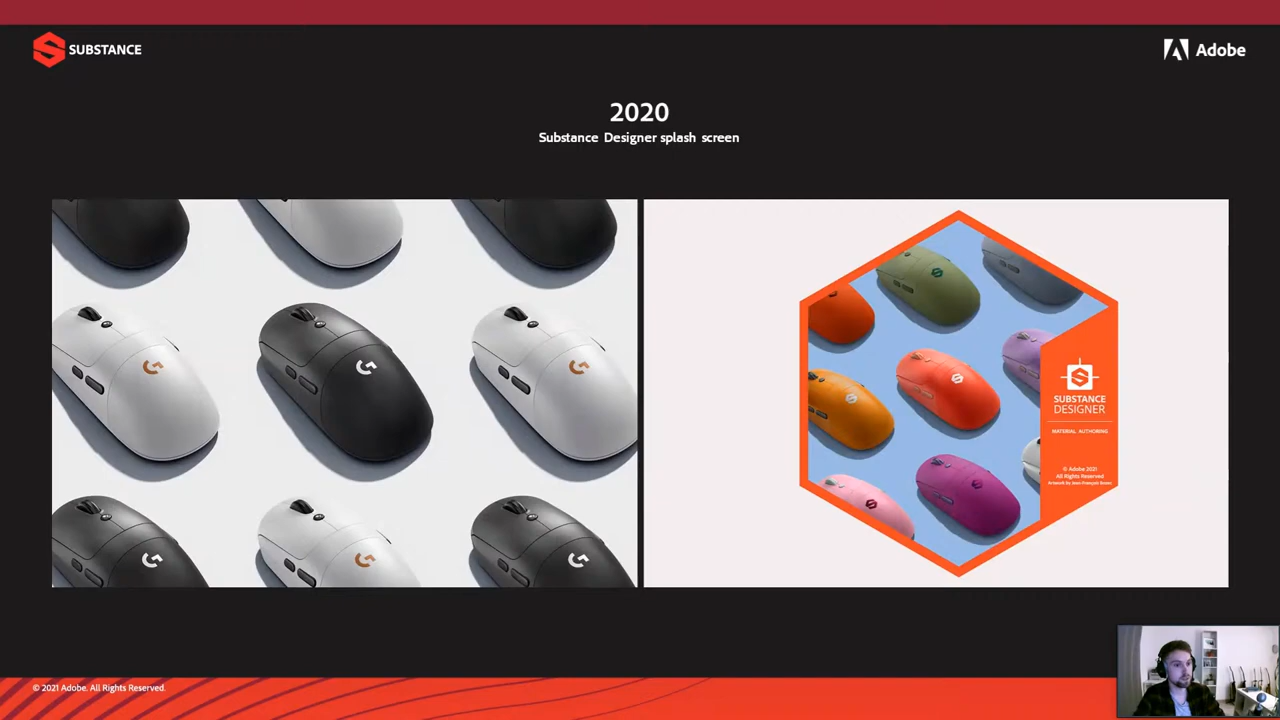 SUBSTANCE
Adobe
2020
Substance Designer splash screen
SUBSTANCE
DESIGNER
MATERIAL AUTHORING
© Adobe 2021
All Rights Reserved
© 2021 Adobe. All Rights Reserved.